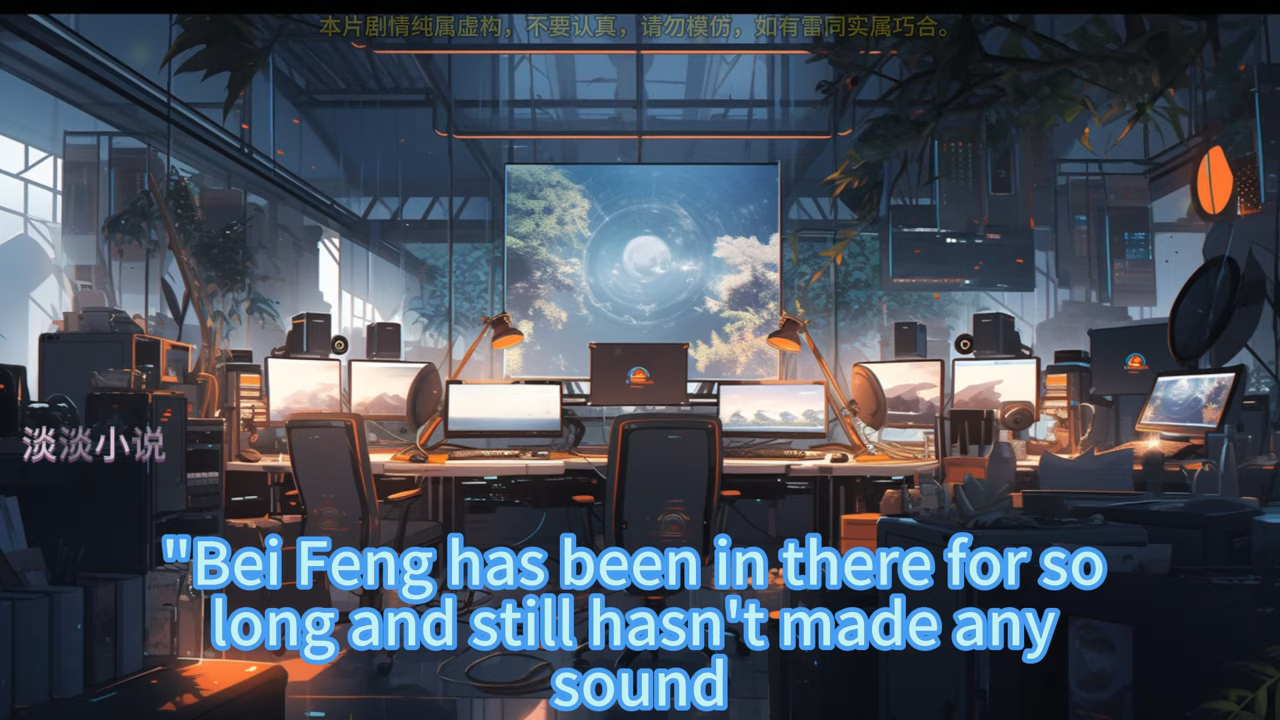 本片剧情纯属虚构，不要认真，请勿模仿，如有雷同实属巧合。
淡淡小说
"Bei Feng has been in there for so
long and still hasn't made any
sound